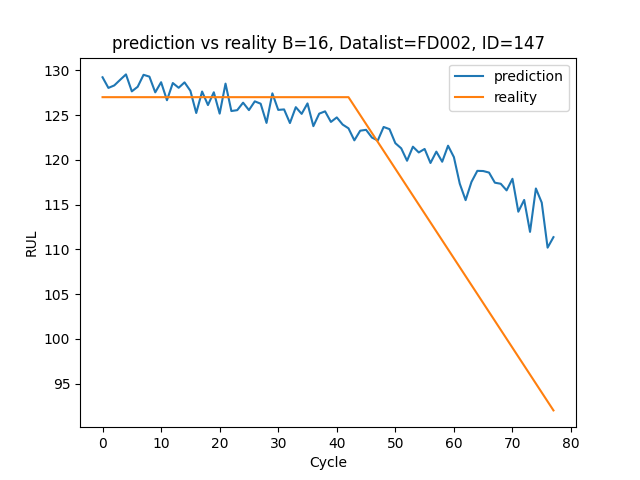 prediction vs reality B=16, Datalist=FD002, ID=147
prediction
reality
RUL
130
125
120
115
110
105
100
95
0 10 20 30 40 50 60 70 80
Cycle